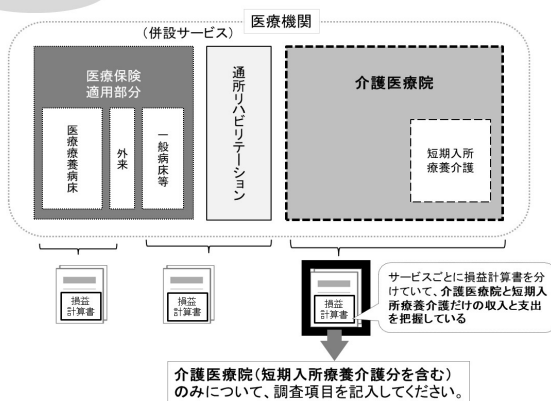 医療機関
(併設サービス)
医療保険
適用部分
医療療養病床
外来
一般病床等
通所リハビリテーション
介護医療院
短期入所
療養介護
損益
計算書
損益
計算書
損益
計算書
サービスごとに損益計算書を分
けていて、介護医療院と短期入
所療養介護だけの収入と支出
を把握している
介護医療院(短期入所療養介護分を含む)
のみについて、調査項目を記入してください。